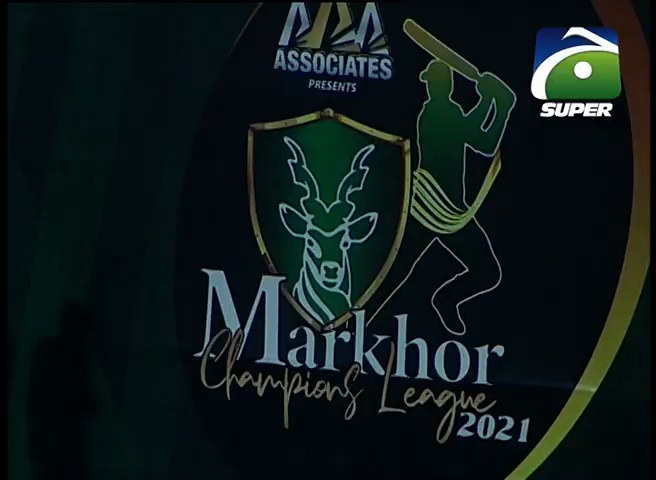 ASSOCIATES
PRESENTS
SUPER
Markhor
Champions League
2021